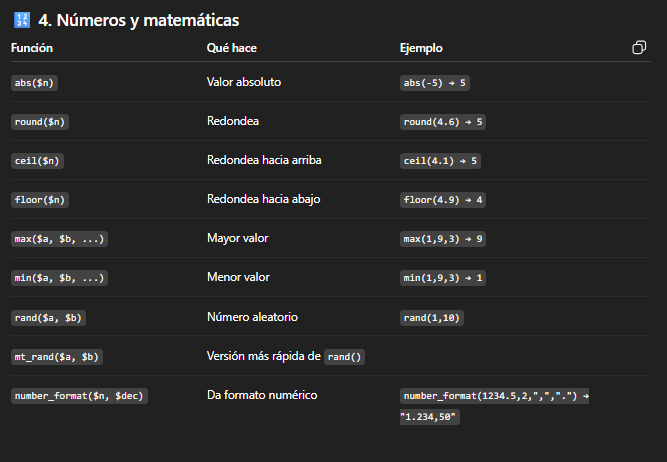 🔢 4. Números y matemáticas
Función Qué hace Ejemplo
abs($n) Valor absoluto abs(-5) → 5
round($n) Redondea round(4.6) → 5
ceil($n) Redondea hacia arriba ceil(4.1) → 5
floor($n) Redondea hacia abajo floor(4.9) → 4
max($a, $b, ...) Mayor valor max(1,9,3) → 9
min($a, $b, ...) Menor valor min(1,9,3) → 1
rand($a, $b) Número aleatorio rand(1,10)
mt_rand($a, $b) Versión más rápida de rand()
number_format($n, $dec) Da formato numérico number_format(1234.5,2,",",".") →
"1.234,50"